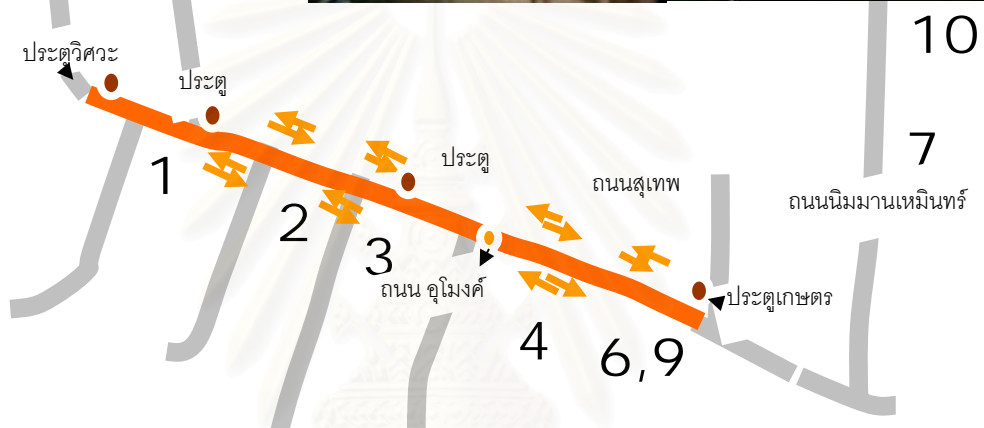 10
ประตูวิศวะ
ประตู
7
1
ประตู
ถนนสุเทพ
ถนนนิมมานเหมินทร์
2
3
ถนน อุโมงค์
ประตูเกษตร
4
6,9